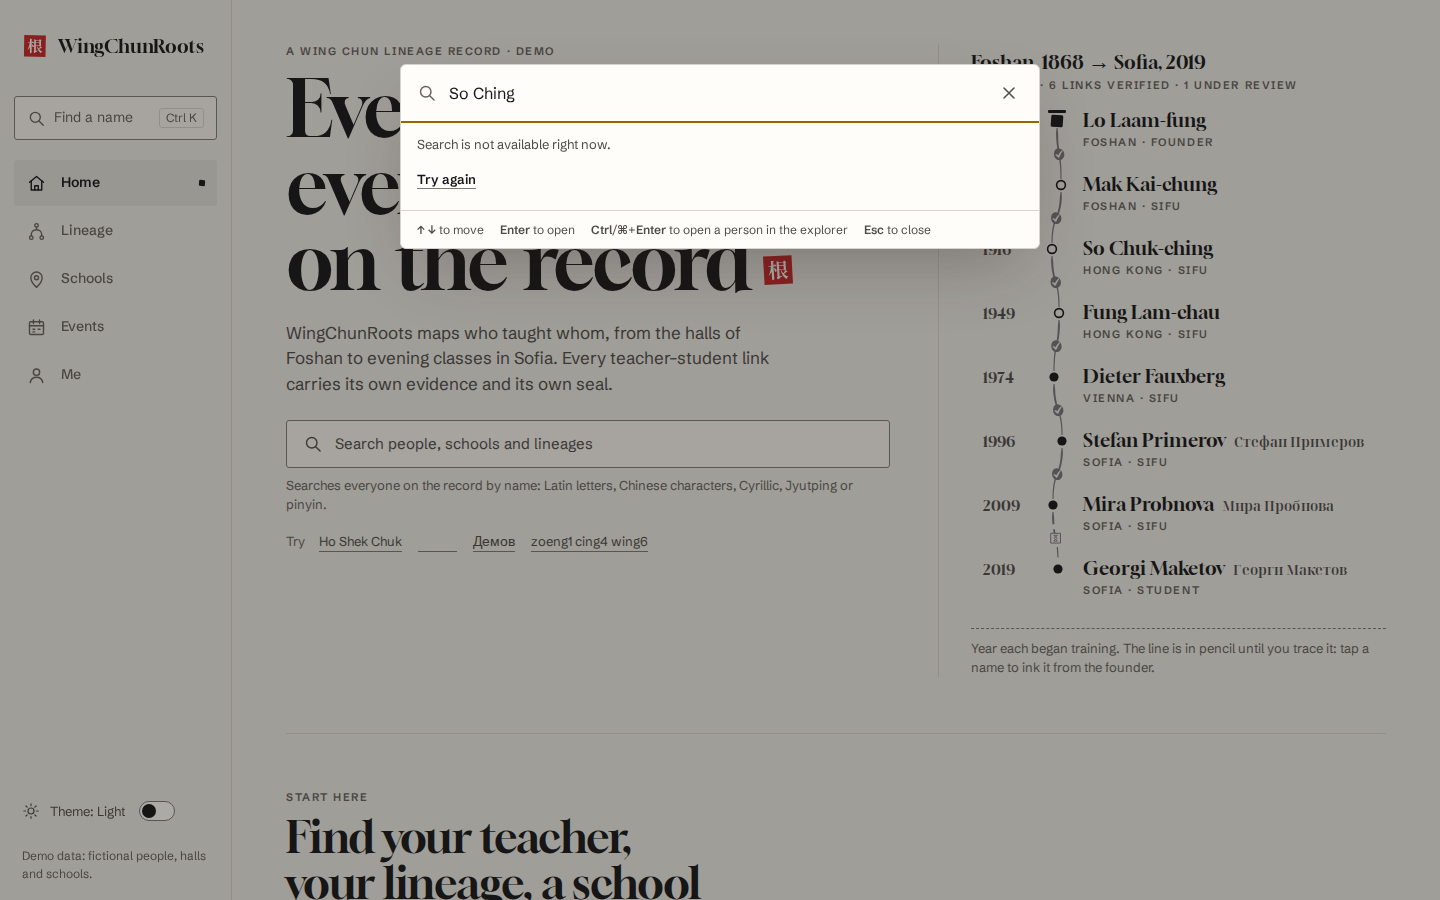 根 WingChunRoots
Find a name Ctrl K
Home
Lineage
Schools
Events
Me
Theme: Light
Demo data: fictional people, halls
and schools.
A WING CHUN LINEAGE RECORD · DEMO
So Ching
Search is not available right now.
Try again
↑↓ to move Enter to open Ctrl/⌘+Enter to open a person in the explorer Esc to close
on the record 根
WingChunRoots maps who taught whom, from the halls of
Foshan to evening classes in Sofia. Every teacher–student link
carries its own evidence and its own seal.
Search people, schools and lineages
Searches everyone on the record by name: Latin letters, Chinese characters, Cyrillic, Jyutping or
pinyin.
Try Ho Shek Chuk Демов zoeng1 cing4 wing6
Foshan, 1868 → Sofia, 2019
· 6 LINKS VERIFIED · 1 UNDER REVIEW
Lo Laam-fung
FOSHAN · FOUNDER
Mak Kai-chung
FOSHAN · SIFU
So Chuk-ching
HONG KONG · SIFU
1949 Fung Lam-chau
HONG KONG · SIFU
1974 Dieter Fauxberg
VIENNA · SIFU
1996 Stefan Primerov Стефан Примеров
SOFIA · SIFU
2009 Mira Probnova Мира Пробнова
SOFIA · SIFU
2019 Georgi Maketov Георги Макетов
SOFIA · STUDENT
Year each began training. The line is in pencil until you trace it: tap a
name to ink it from the founder.
START HERE
Find your teacher,
your lineage, a school